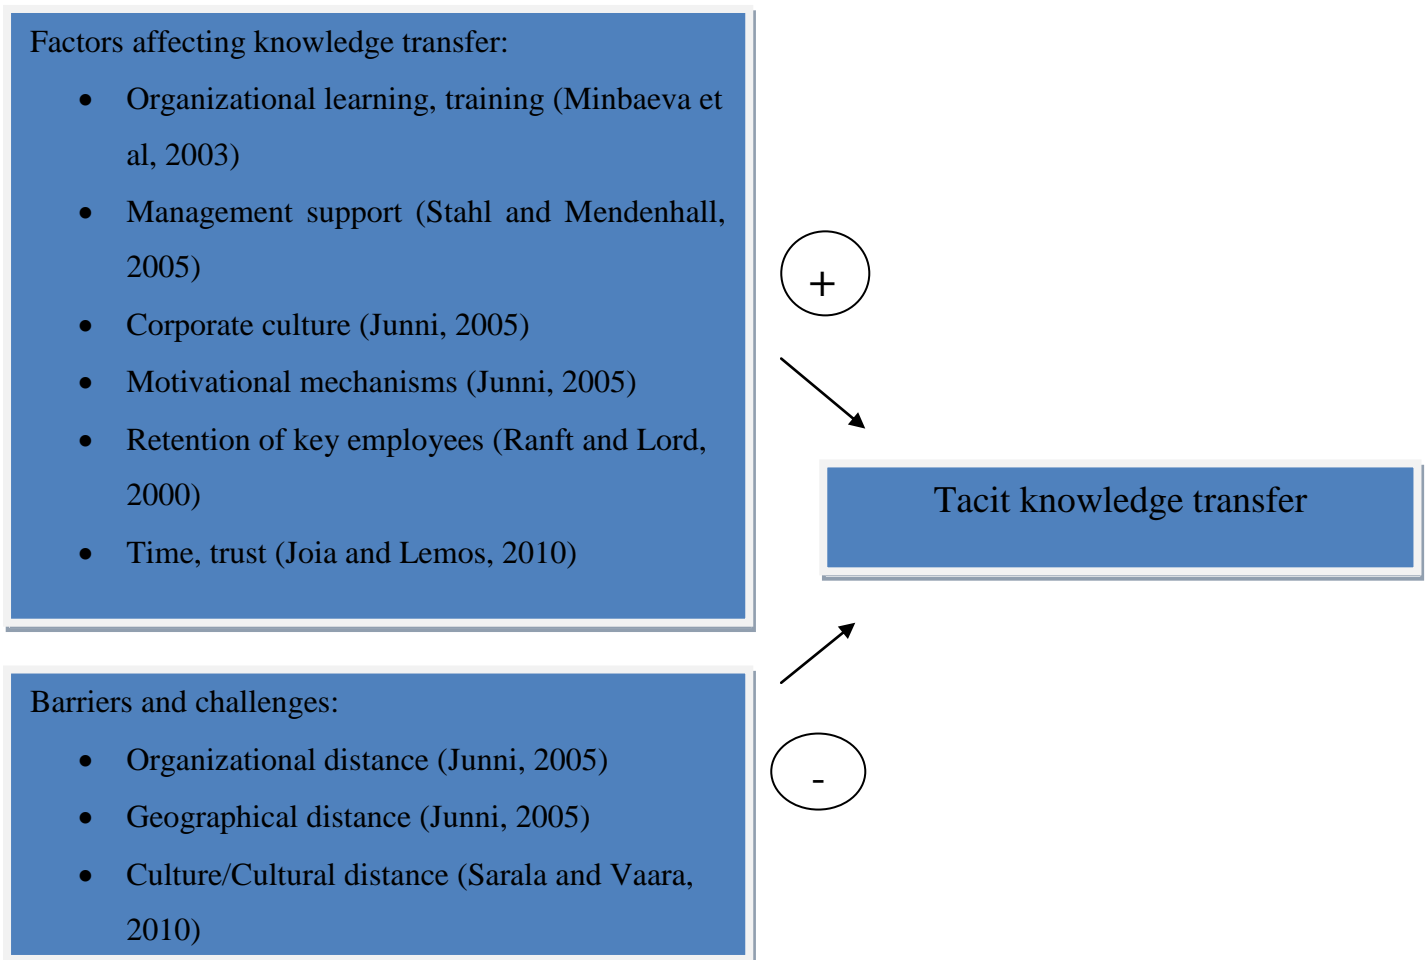 Factors affecting knowledge transfer:
• Organizational learning, training (Minbaeva et
al, 2003)
• Management support (Stahl and Mendenhall,
2005)
• Corporate culture (Junni, 2005)
• Motivational mechanisms (Junni, 2005)
• Retention of key employees (Ranft and Lord,
2000)
• Time, trust (Joia and Lemos, 2010)
+
Tacit knowledge transfer
Barriers and challenges:
• Organizational distance (Junni, 2005)
• Geographical distance (Junni, 2005)
• Culture/Cultural distance (Sarala and Vaara,
2010)
-